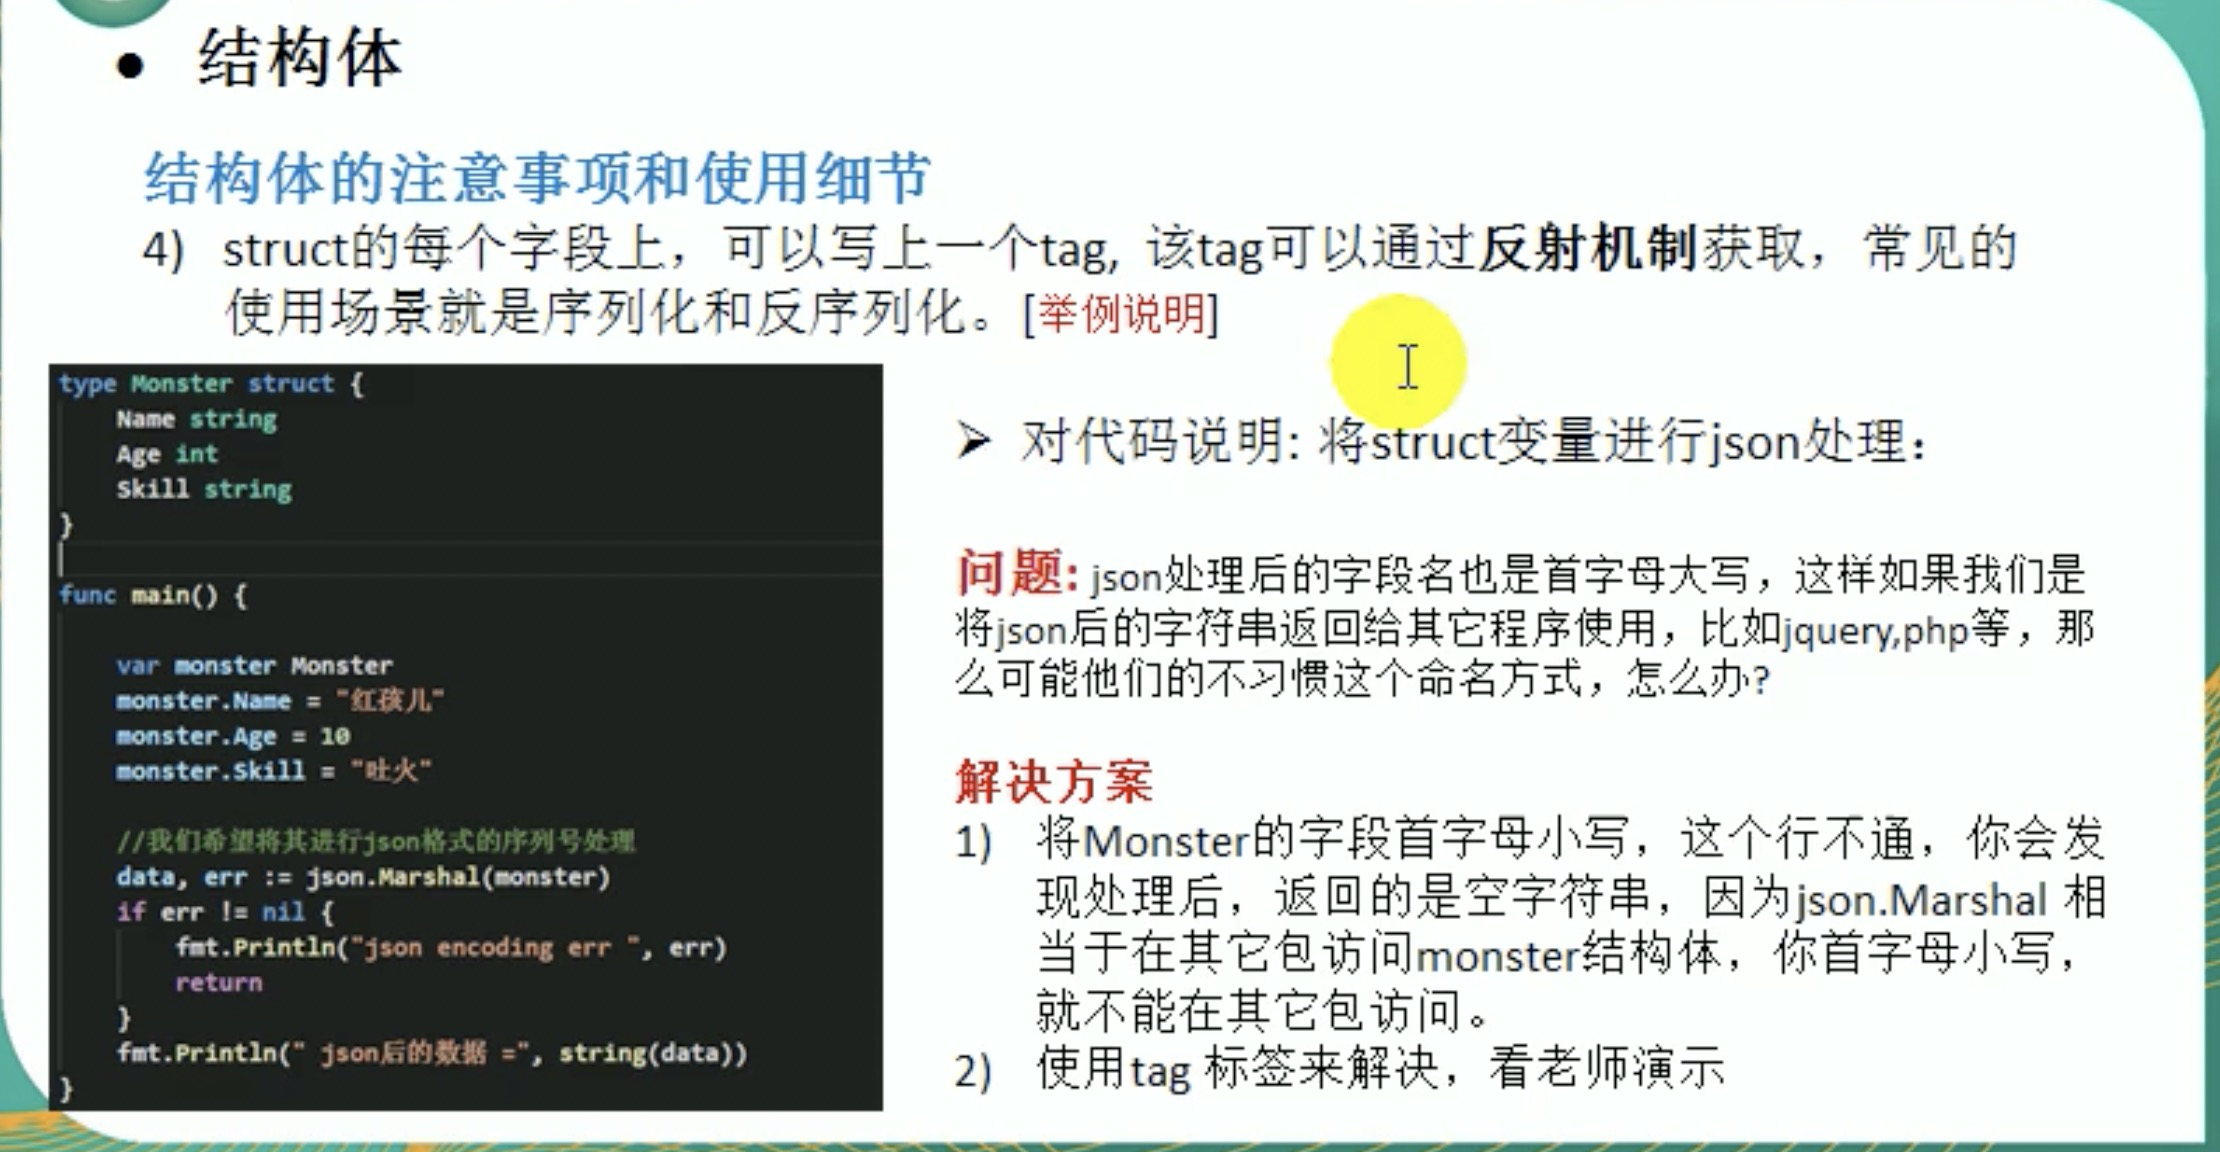 • 结构体
结构体的注意事项和使用细节
4) struct的每个字段上，可以写上一个tag, 该tag可以通过反射机制获取，常见的
使用场景就是序列化和反序列化。[举例说明]
type Monster struct {
    Name string
    Age int
    Skill string
}
func main() {
    var monster Monster
    monster.Name = "红孩儿"
    monster.Age = 10
    monster.Skill = "吐火"
    //我们希望将其进行json格式的序列号处理
    data, err := json.Marshal(monster)
    if err != nil {
        fmt.Println("json encoding err ", err)
        return
    }
    fmt.Println(" json后的数据 =", string(data))
}
➢ 对代码说明: 将struct变量进行json处理：
问题: json处理后的字段名也是首字母大写，这样如果我们是
将json后的字符串返回给其它程序使用，比如jquery,php等，那
么可能他们的不习惯这个命名方式，怎么办?
解决方案
1) 将Monster的字段首字母小写，这个行不通，你会发
现处理后，返回的是空字符串，因为json.Marshal 相
当于在其它包访问monster结构体，你首字母小写，
就不能在其它包访问。
2) 使用tag 标签来解决，看老师演示